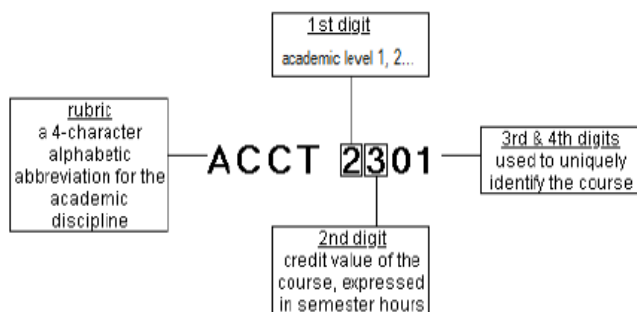 1st digit
academic level 1, 2...
rubric
a 4-character
alphabetic
abbreviation for the
academic
discipline
ACCT 2301
3rd & 4th digits
used to uniquely
identify the course
2nd digit
credit value of the
course, expressed
in semester hours